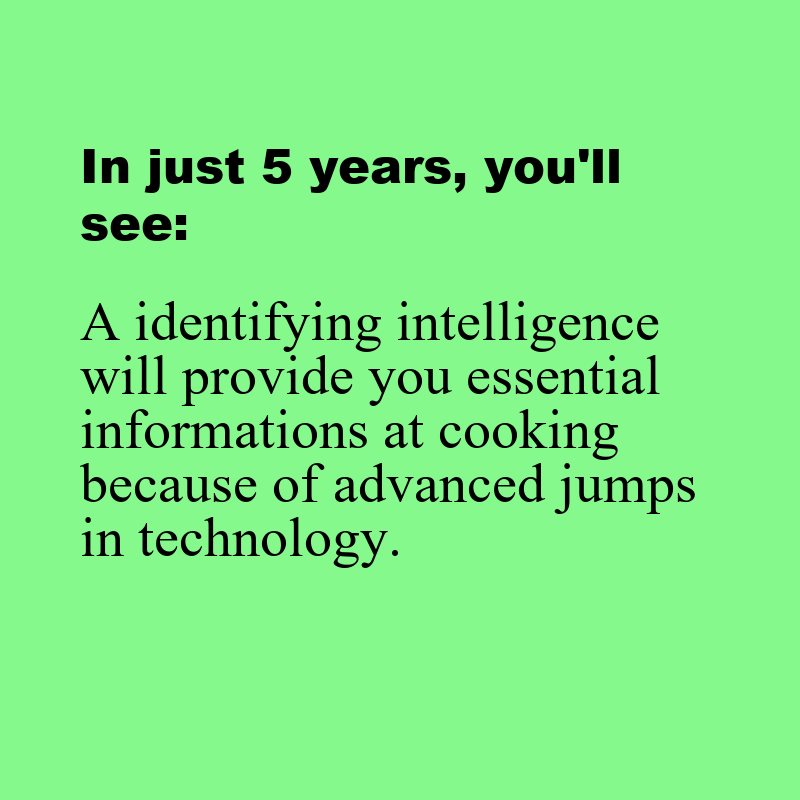 In just 5 years, you'll
see:
A identifying intelligence
will provide you essential
informations at cooking
because of advanced jumps
in technology.